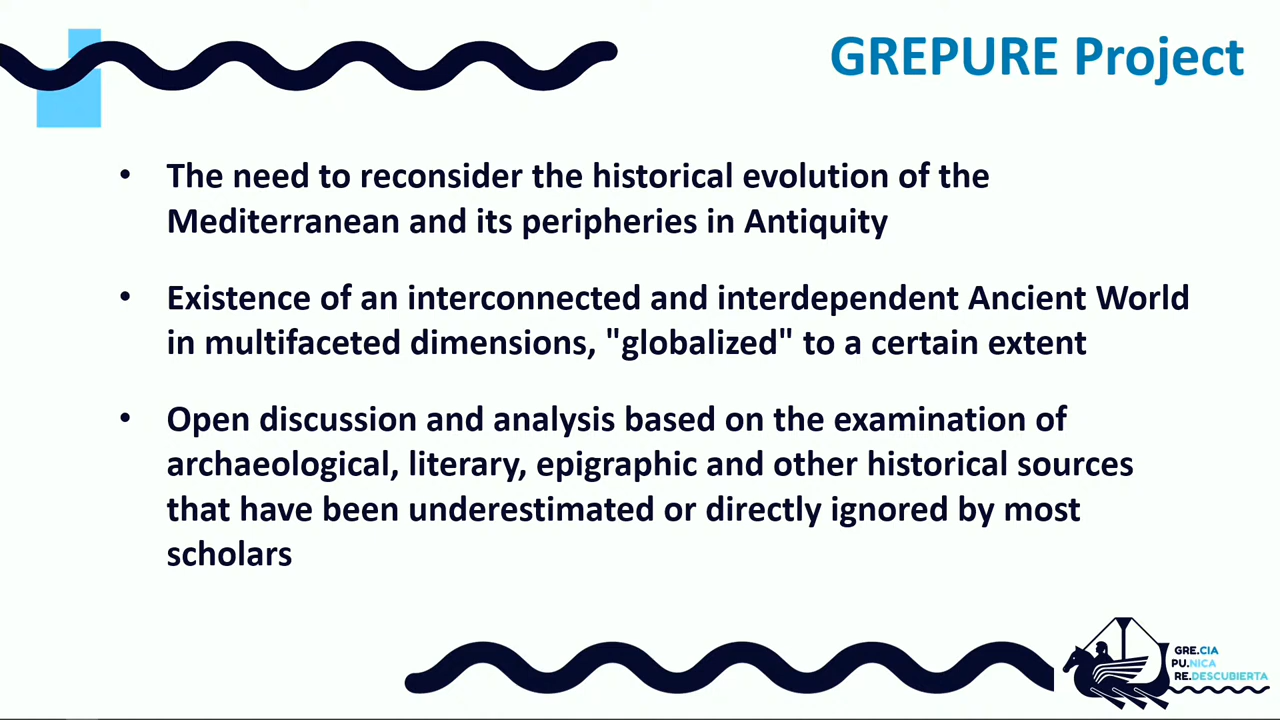 GREPURE Project
• The need to reconsider the historical evolution of the
Mediterranean and its peripheries in Antiquity
• Existence of an interconnected and interdependent Ancient World
in multifaceted dimensions, "globalized" to a certain extent
• Open discussion and analysis based on the examination of
archaeological, literary, epigraphic and other historical sources
that have been underestimated or directly ignored by most
scholars
GRE.CIA
PU.NICA
RE.DESCUBIERTA